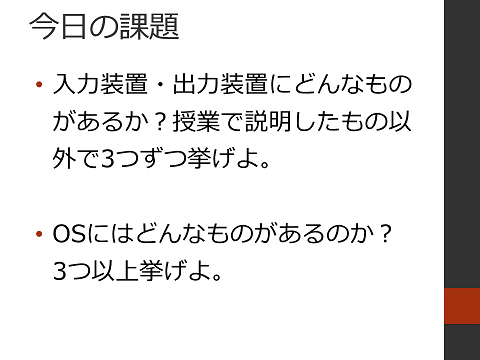 今日の課題
• 入力装置・出力装置にどんなもの
があるか？授業で説明したもの以
外で3つずつ挙げよ。
• OSにはどんなものがあるのか？
3つ以上挙げよ。